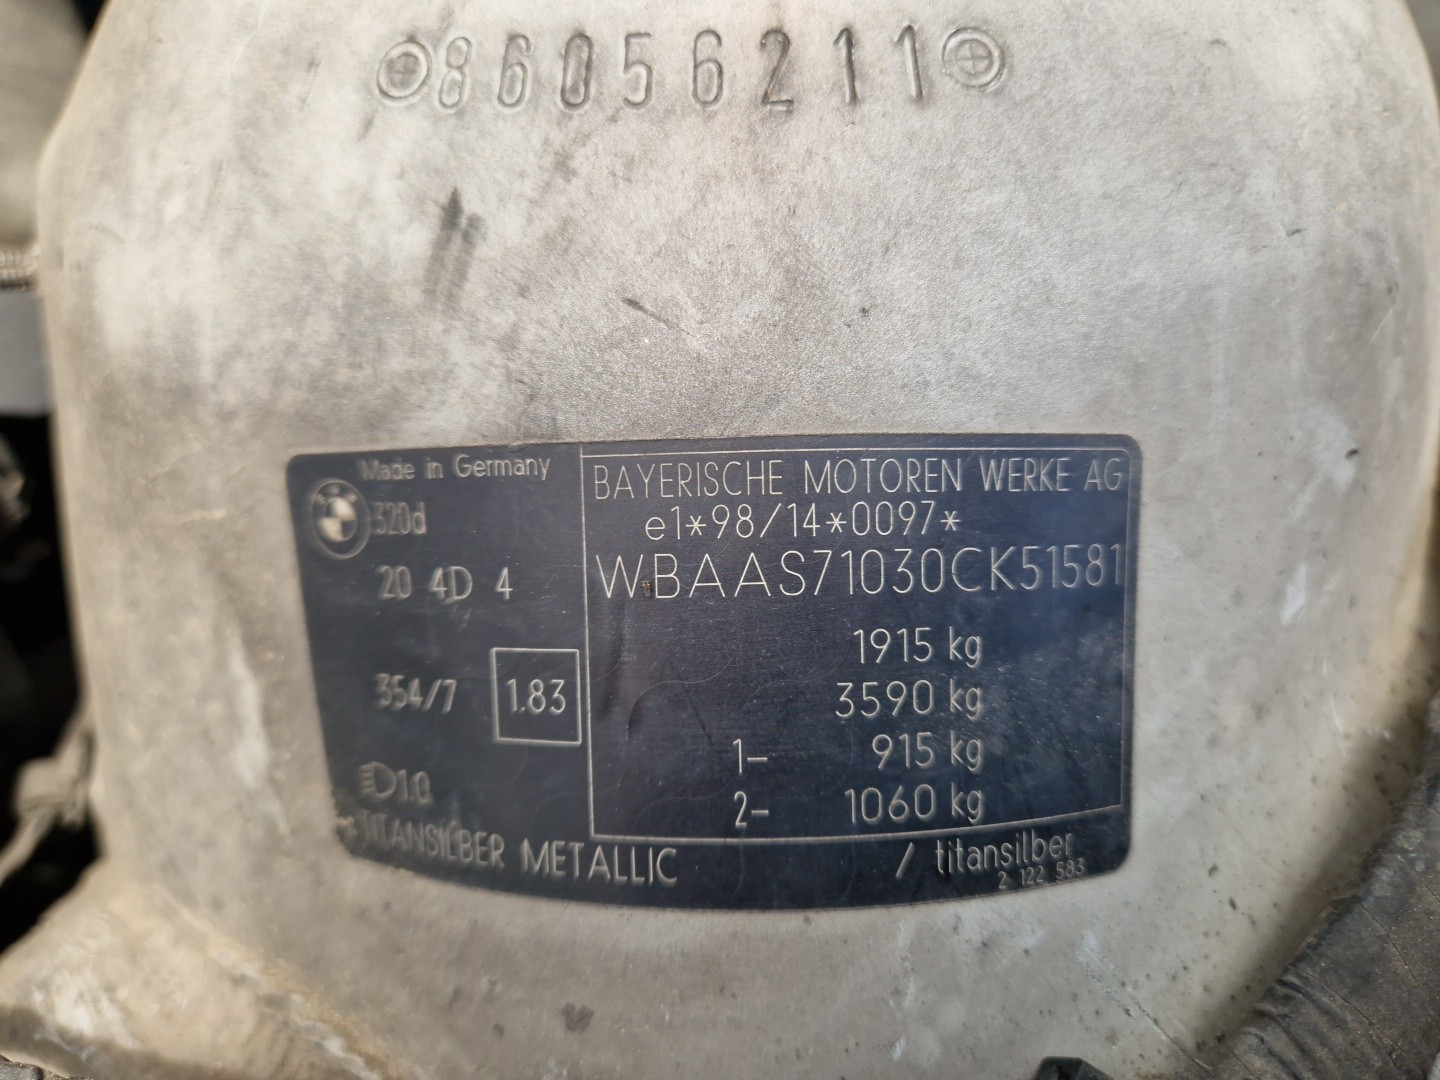 86056211
Made in Germany
320d
20 4D 4
354/7 1.83
1.0
TITANSILBER METALLIC / titansilber
2 122 583
BAYERISCHE MOTOREN WERKE AG
e1*98/14*0097*
WBAAS71030CK51581
1915 kg
3590 kg
1- 915 kg
2- 1060 kg